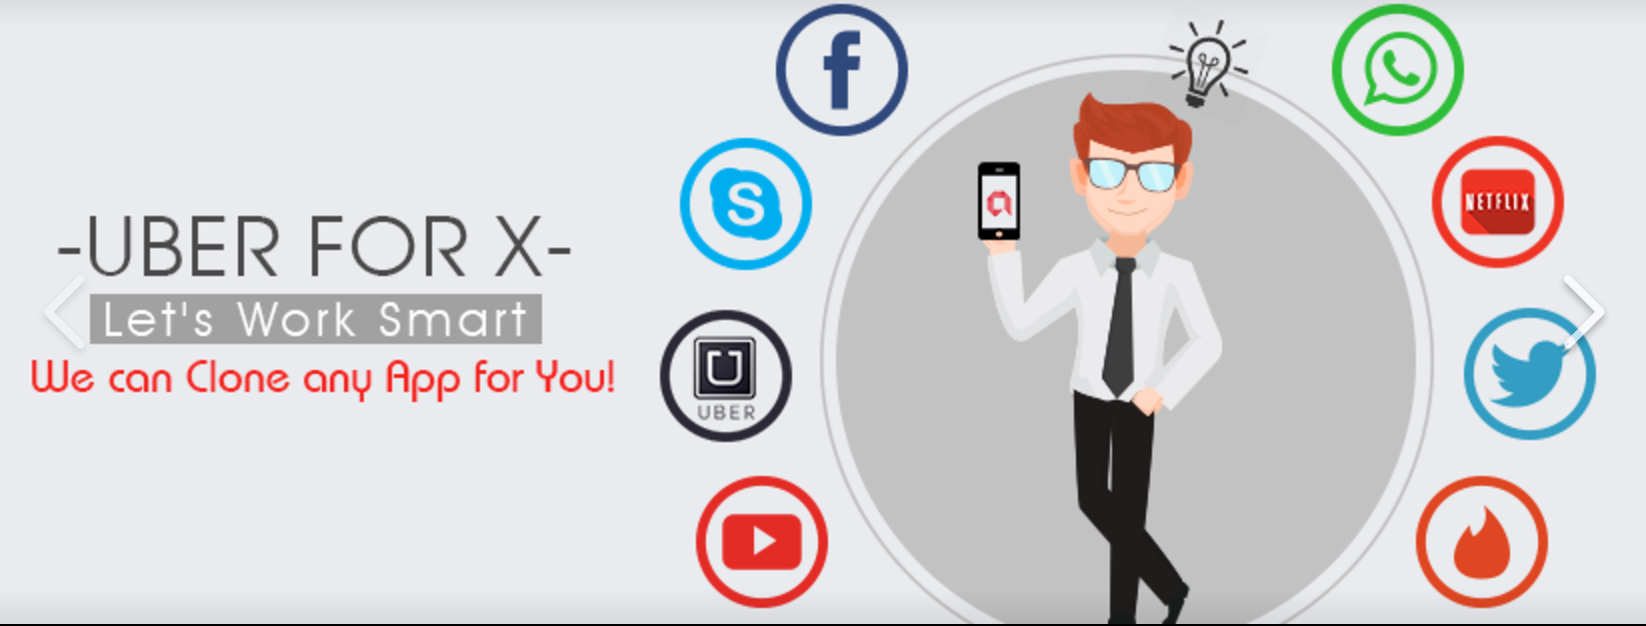 -UBER FOR X-
Let's Work Smart
We can Clone any App for You!
f
S
UBER
NETFLIX